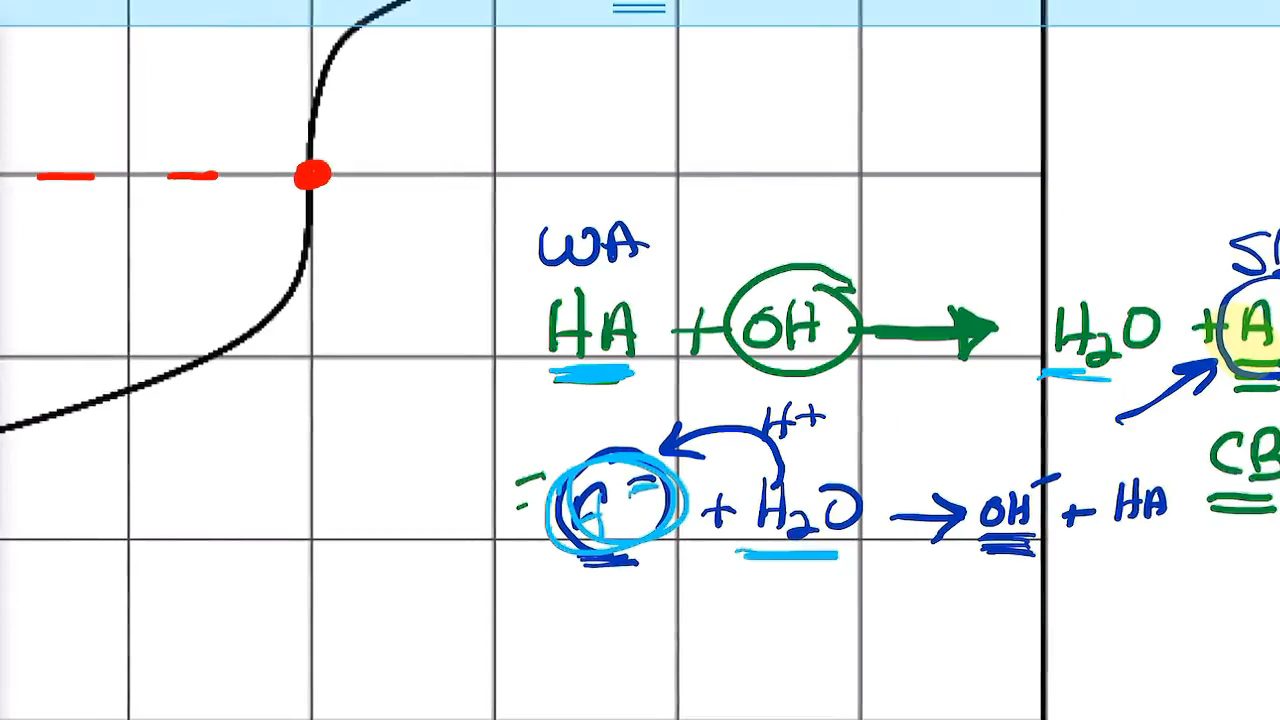 WA
HA + OH⁻ → H₂O + A
H+
CB
A⁻ + H₂O → OH⁻ + HA